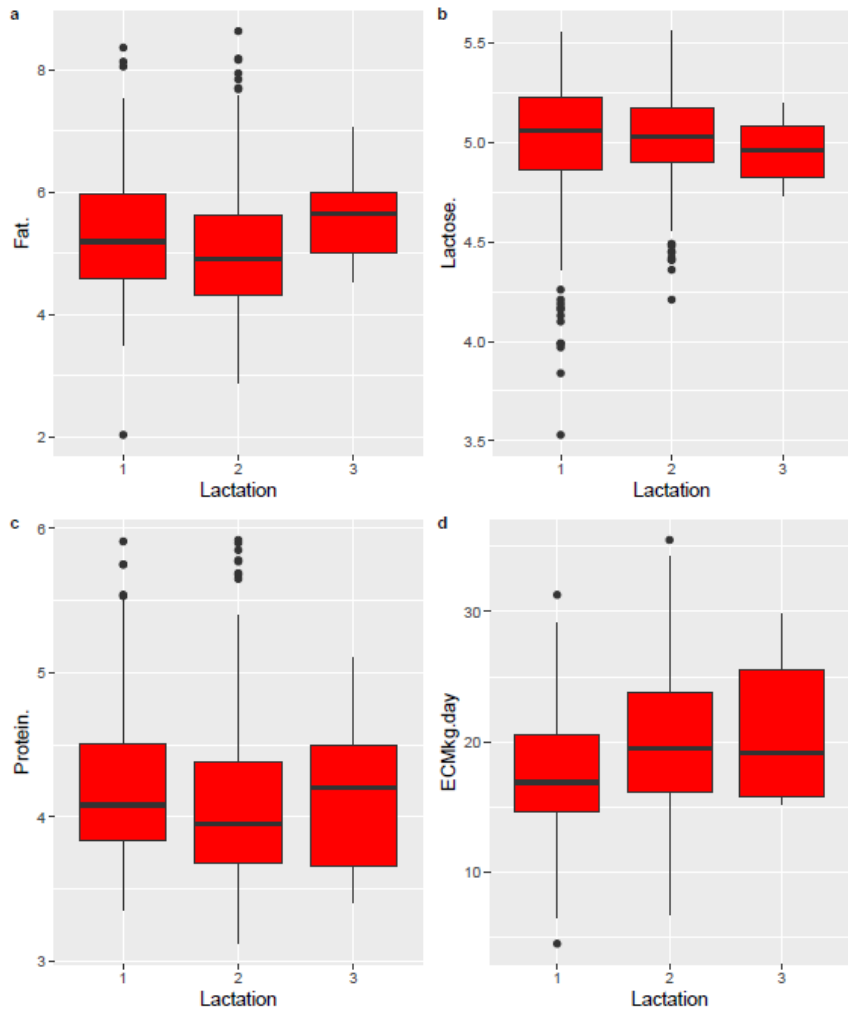 a
8
6
4
2
Fat.
1 2 3
Lactation
b
5.5
5.0
4.5
4.0
3.5
Lactose.
1 2 3
Lactation
c
6
5
4
3
Protein.
1 2 3
Lactation
d
30
20
10
ECMkg.day
1 2 3
Lactation